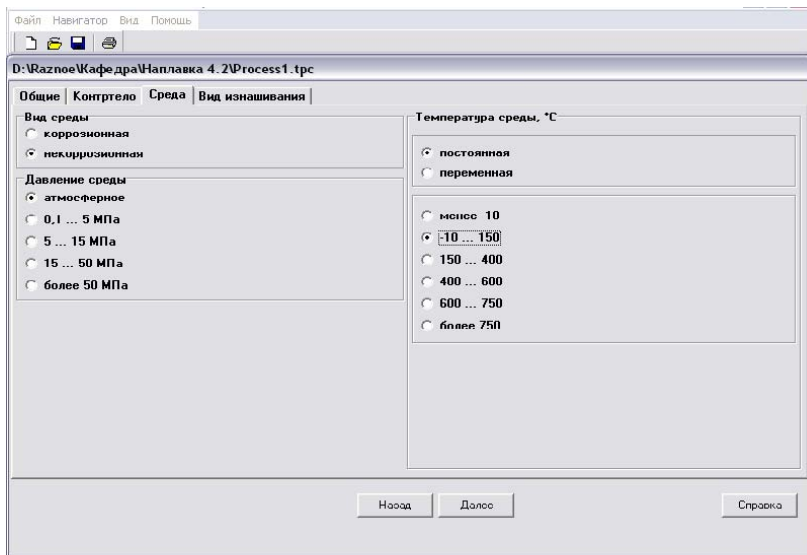 Файл Навигатор Вид Помощь
D:\Raznoe\Кафедра\Наплавка 4.2\Process1.tpc
Общие Контртело Среда Вид изнашивания
Вид среды
коррозионная
некоррозионная
Давление среды
атмосферное
0,1 ... 5 МПа
5 ... 15 МПа
15 ... 50 МПа
более 50 МПа
Температура среды, °C
постоянная
переменная
менее 10
-10 ... 150
150 ... 400
400 ... 600
600 ... 750
более 750
Назад Далее Справка